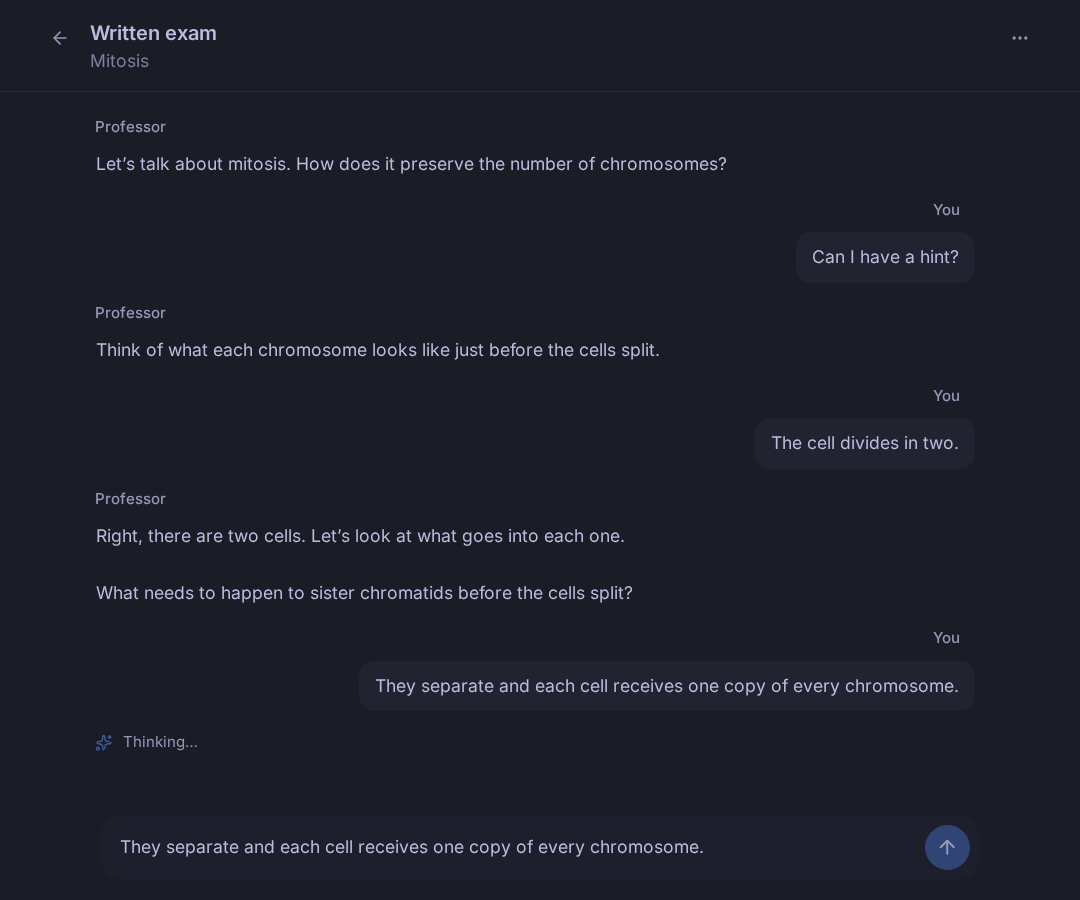 Written exam
Mitosis
Professor
Let’s talk about mitosis. How does it preserve the number of chromosomes?
You
Can I have a hint?
Professor
Think of what each chromosome looks like just before the cells split.
You
The cell divides in two.
Professor
Right, there are two cells. Let’s look at what goes into each one.
What needs to happen to sister chromatids before the cells split?
You
They separate and each cell receives one copy of every chromosome.
Thinking...
They separate and each cell receives one copy of every chromosome.